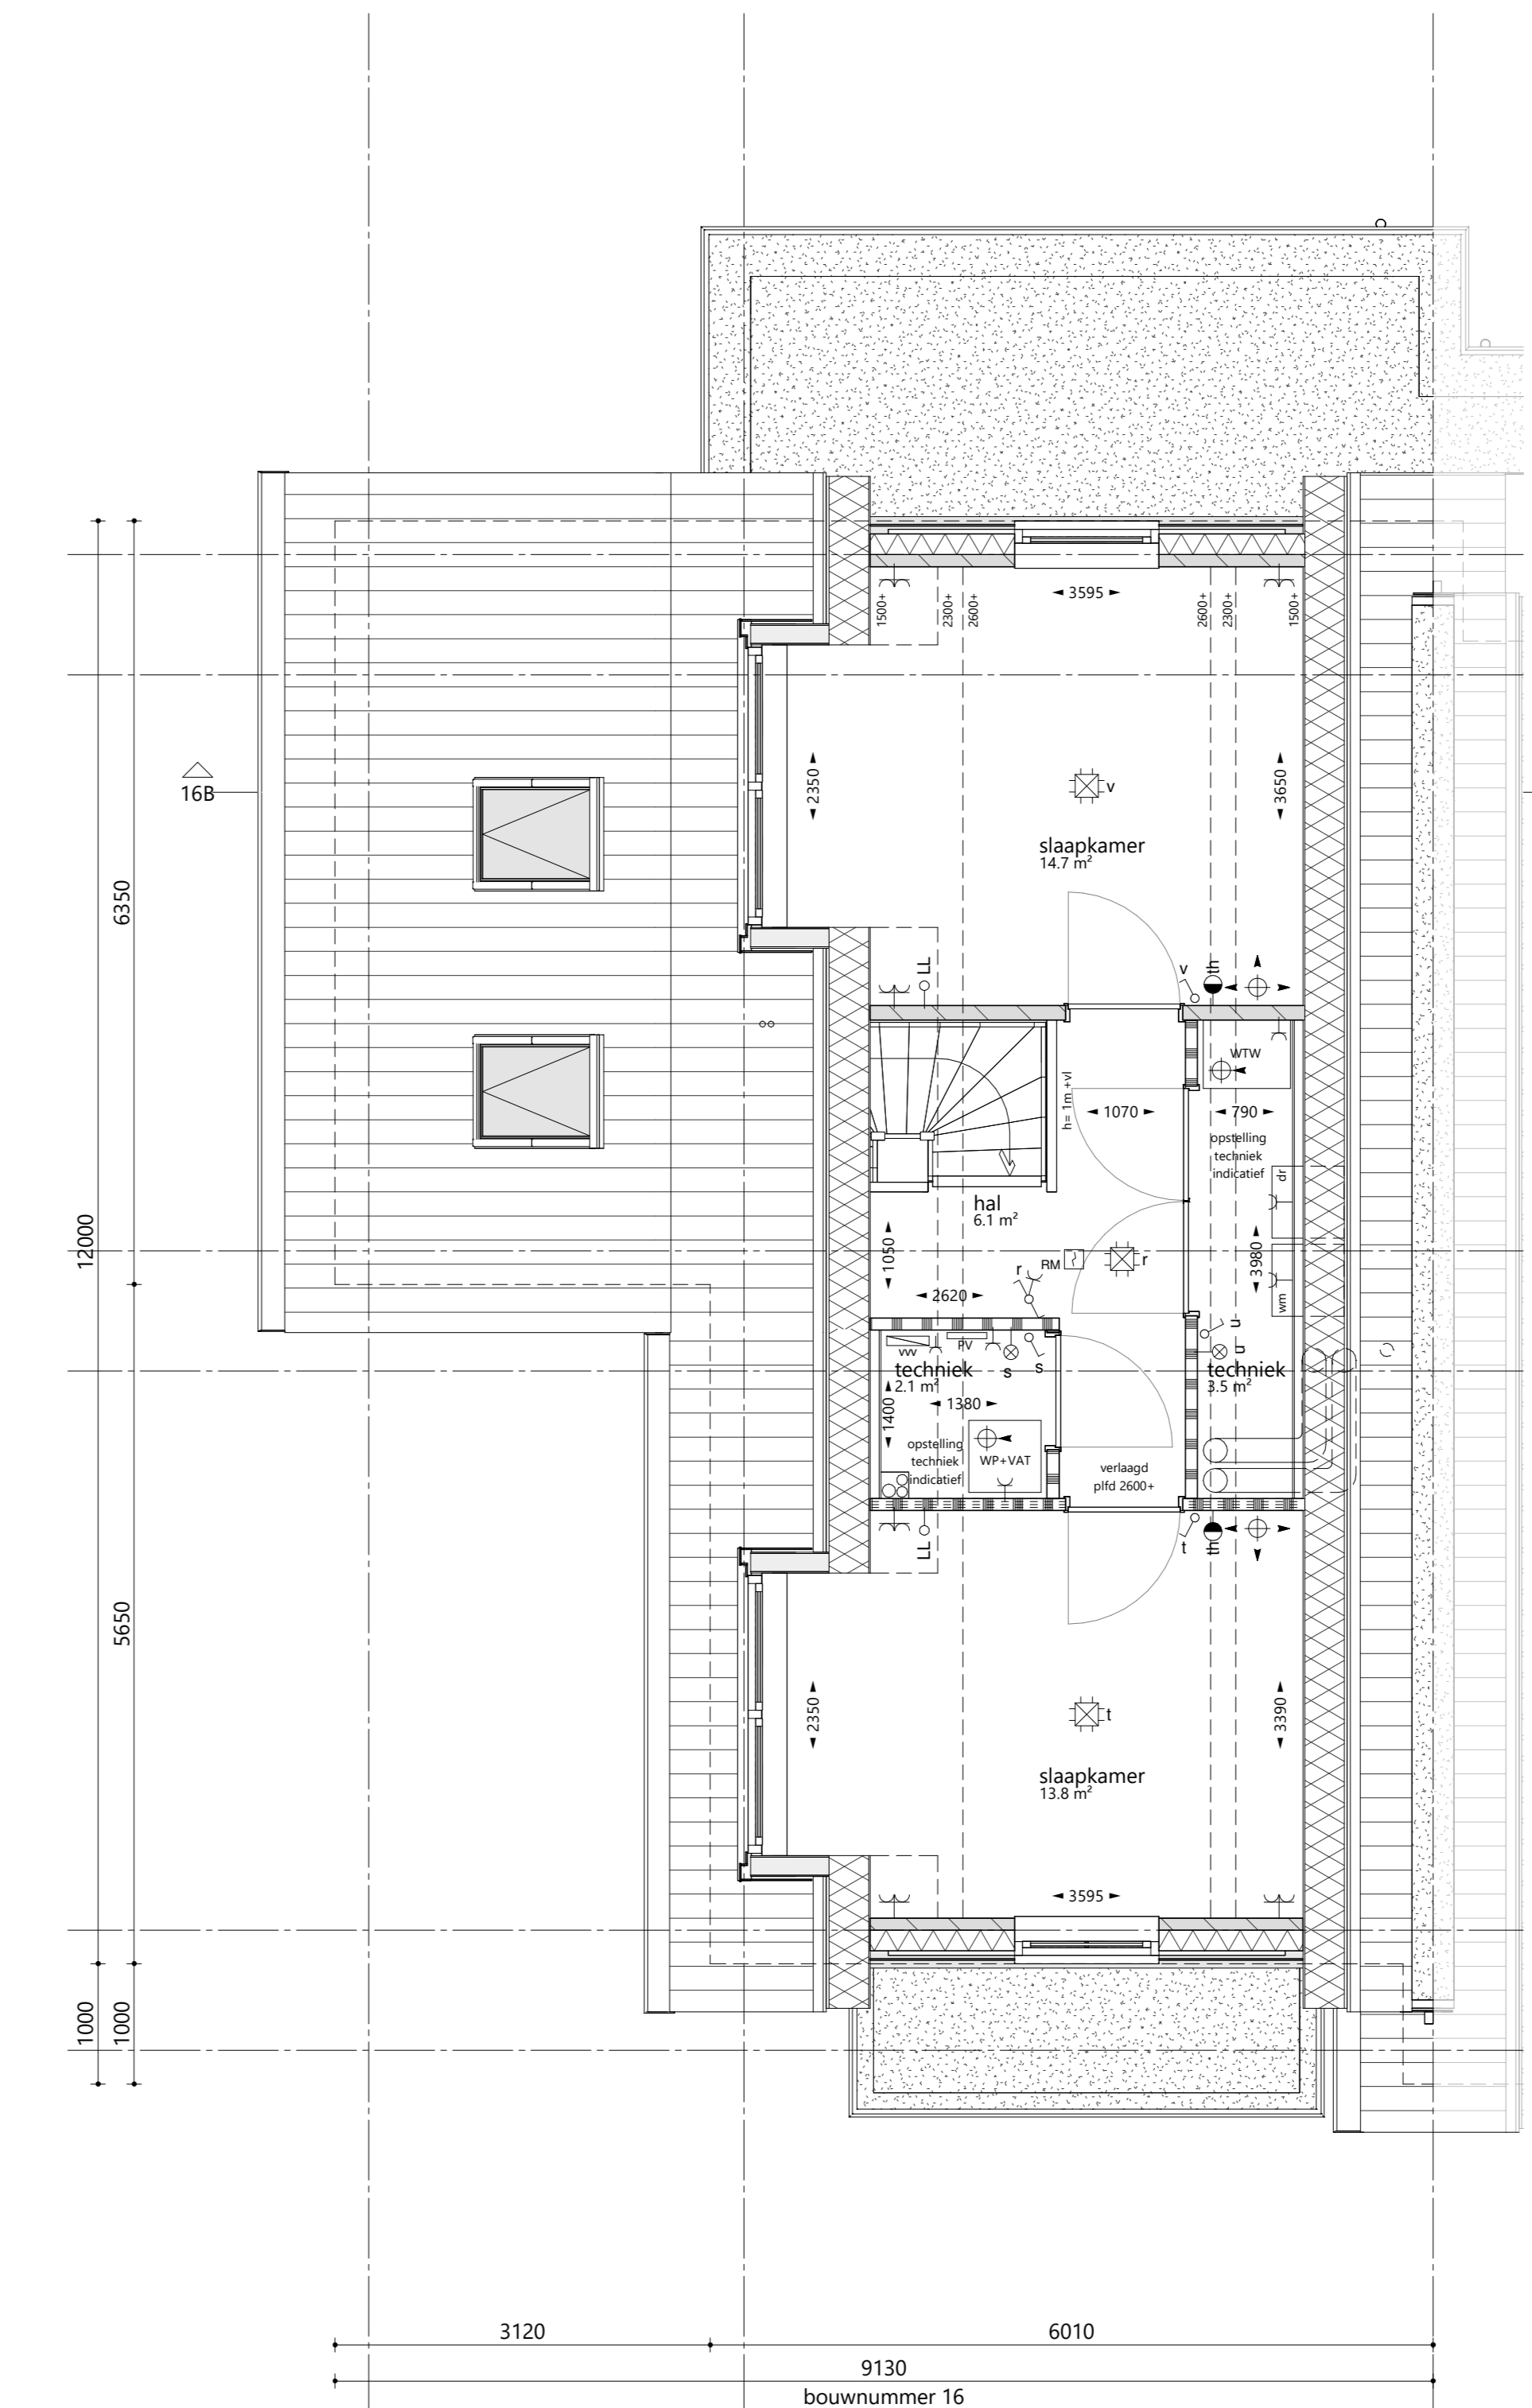 3595
1500+
2300+
2600+
2600+
2300+
1500+
16B
2350
3650
v
slaapkamer
14.7 m²
6350
LL
v
th
WTW
h= 1m +vl
1070
790
opstelling
techniek
indicatief
dr
hal
6.1 m²
12000
1050
3980
RM
r
r
2620
wm
u
vvv
PV
s
s
u
techniek
2.1 m²
techniek
3.5 m²
1400
1380
opstelling
techniek
indicatief
WP+VAT
verlaagd
plfd 2600+
LL
t
th
5650
2350
3390
t
slaapkamer
13.8 m²
3595
1000
1000
3120
6010
9130
bouwnummer 16